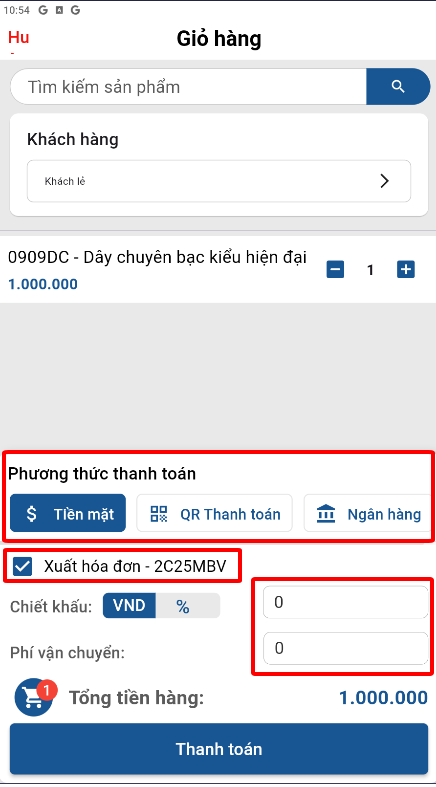 10:54
Hu
Giỏ hàng
Tìm kiếm sản phẩm
Khách hàng
Khách lẻ
0909DC - Dây chuyên bạc kiểu hiện đại
1.000.000
1
Phương thức thanh toán
$ Tiền mặt QR Thanh toán Ngân hàng
Xuất hóa đơn - 2C25MBV
Chiết khấu: VND % 0
Phí vận chuyển: 0
1 Tổng tiền hàng: 1.000.000
Thanh toán